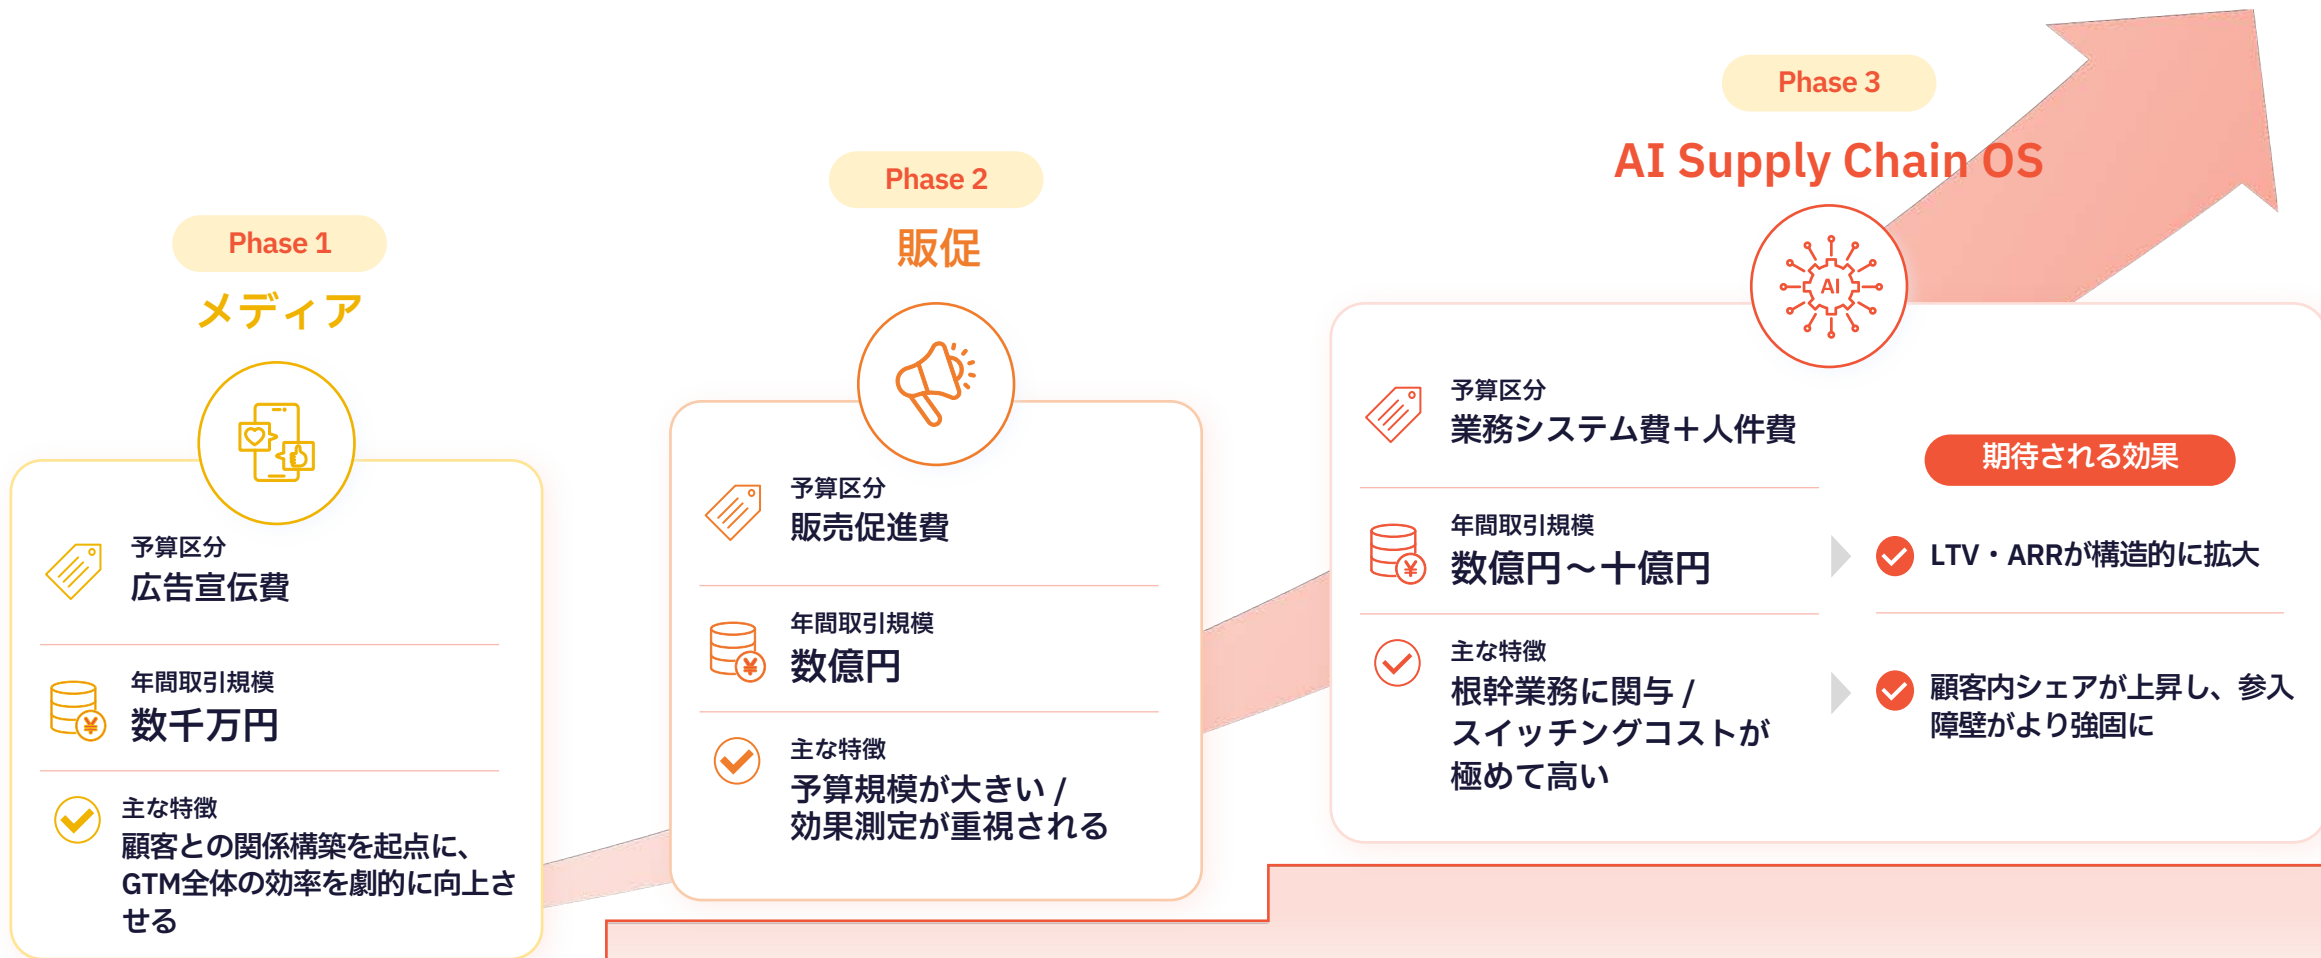 Phase 1
メディア
予算区分
広告宣伝費
年間取引規模
数千万円
主な特徴
顧客との関係構築を起点に、
GTM全体の効率を劇的に向上さ
せる
Phase 2
販促
予算区分
販売促進費
年間取引規模
数億円
主な特徴
予算規模が大きい /
効果測定が重視される
Phase 3
AI Supply Chain OS
AI
予算区分
業務システム費＋人件費
年間取引規模
数億円～十億円
主な特徴
根幹業務に関与 /
スイッチングコストが
極めて高い
期待される効果
LTV・ARRが構造的に拡大
顧客内シェアが上昇し、参入
障壁がより強固に